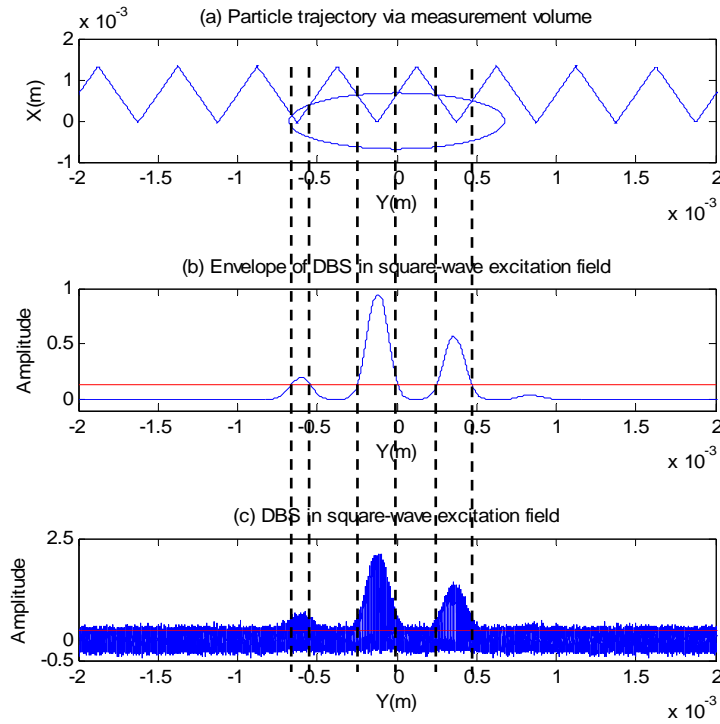 (a) Particle trajectory via measurement volume
x 10⁻³
2
1
0
-1
X(m)
-2 -1.5 -1 -0.5 0 0.5 1 1.5 2
Y(m)
x 10⁻³
(b) Envelope of DBS in square-wave excitation field
1
0.5
0
Amplitude
-2 -1.5 -1 -0.5 0 0.5 1 1.5 2
Y(m)
x 10⁻³
(c) DBS in square-wave excitation field
2.5
0
-0.5
Amplitude
-2 -1.5 -1 -0.5 0 0.5 1 1.5 2
Y(m)
x 10⁻³